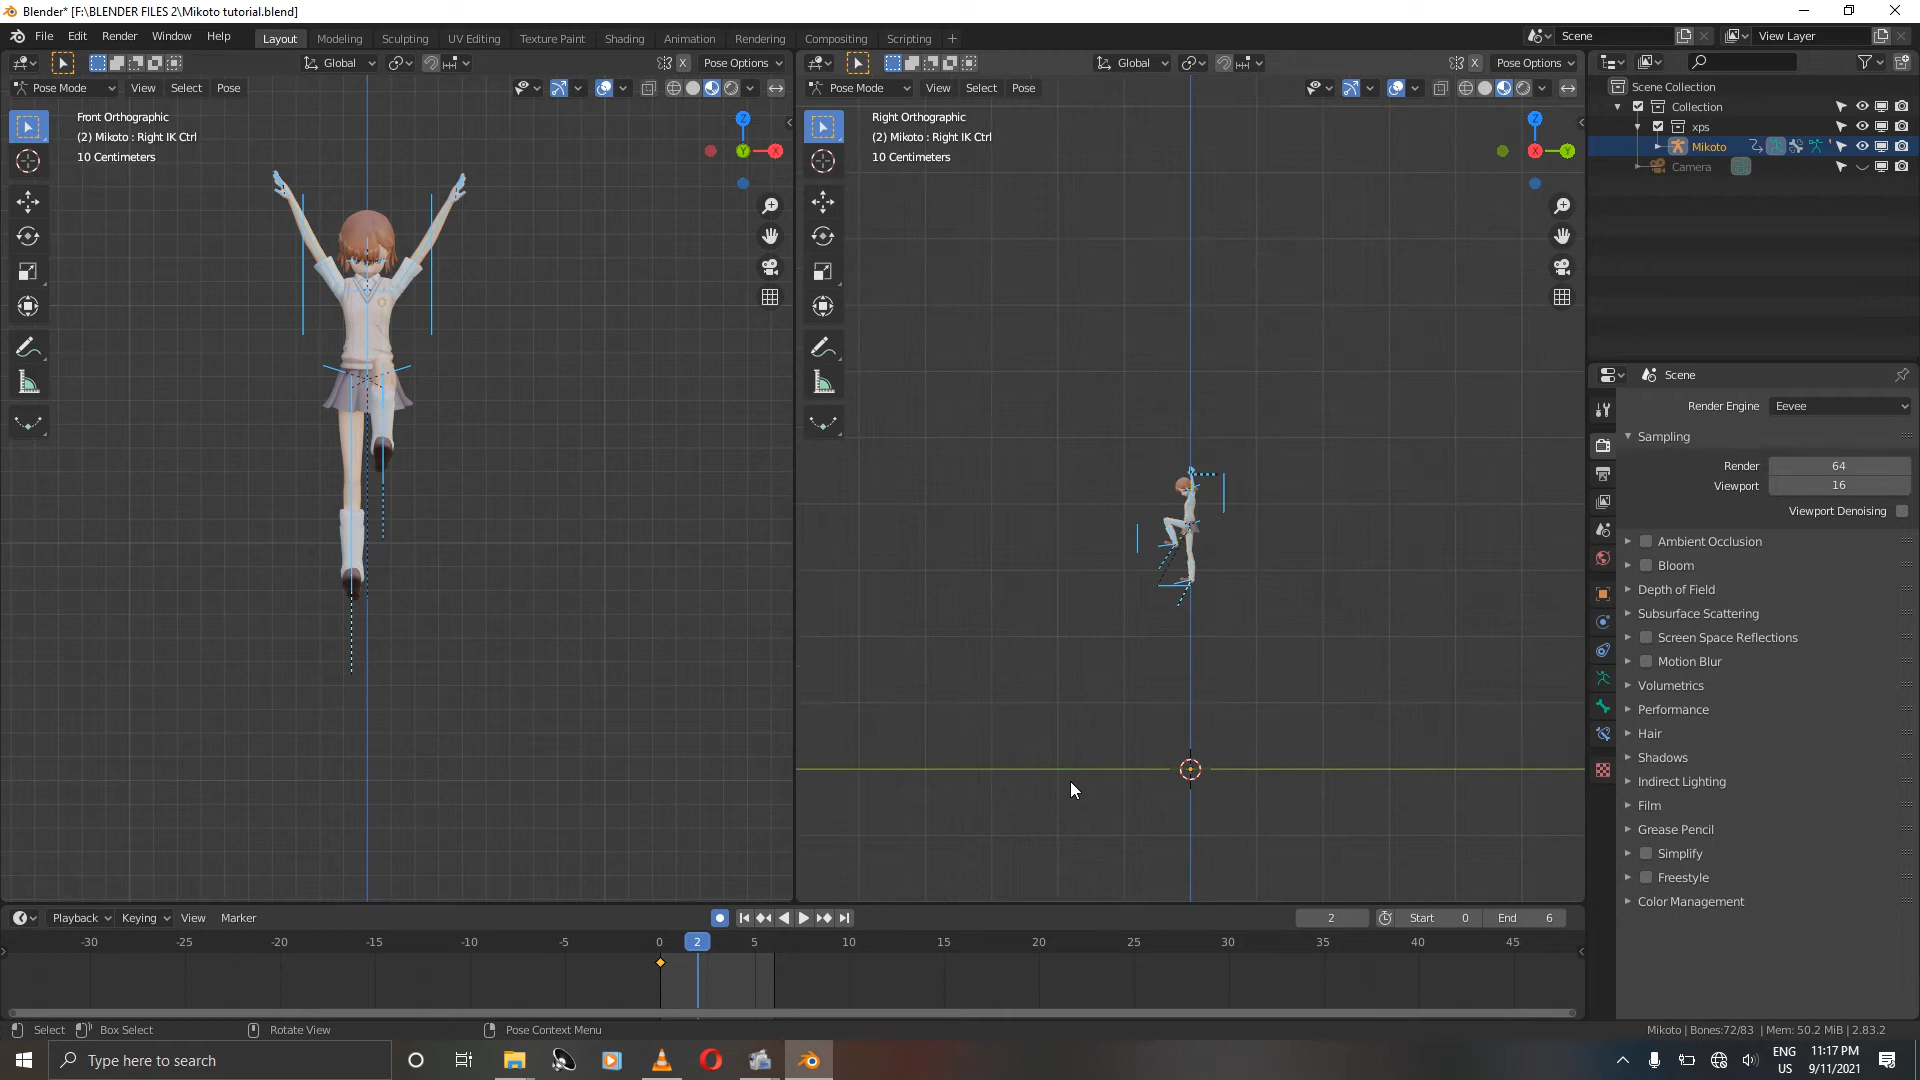 Blender* [F:\BLENDER FILES 2\Mikoto tutorial.blend]
File Edit Render Window Help
Layout Modeling Sculpting UV Editing Texture Paint Shading Animation Rendering Compositing Scripting +
Scene
View Layer
Global
X
Pose Options
Global
X
Pose Options
Pose Mode View Select Pose
Pose Mode View Select Pose
Front Orthographic
(2) Mikoto : Right IK Ctrl
10 Centimeters
Z
Y
X
Right Orthographic
(2) Mikoto : Right IK Ctrl
10 Centimeters
Z
X
Y
Scene Collection
Collection
xps
Mikoto
Camera
Scene
Render Engine Eevee
Sampling
Render 64
Viewport 16
Viewport Denoising
Ambient Occlusion
Bloom
Depth of Field
Subsurface Scattering
Screen Space Reflections
Motion Blur
Volumetrics
Performance
Hair
Shadows
Indirect Lighting
Film
Grease Pencil
Simplify
Freestyle
Color Management
Playback Keying View Marker
2
Start 0
End 6
-30 -25 -20 -15 -10 -5 0 2 5 10 15 20 25 30 35 40 45
Select Box Select Rotate View Pose Context Menu
Mikoto | Bones:72/83 | Mem: 50.2 MiB | 2.83.2
Type here to search
ENG
US
11:17 PM
9/11/2021